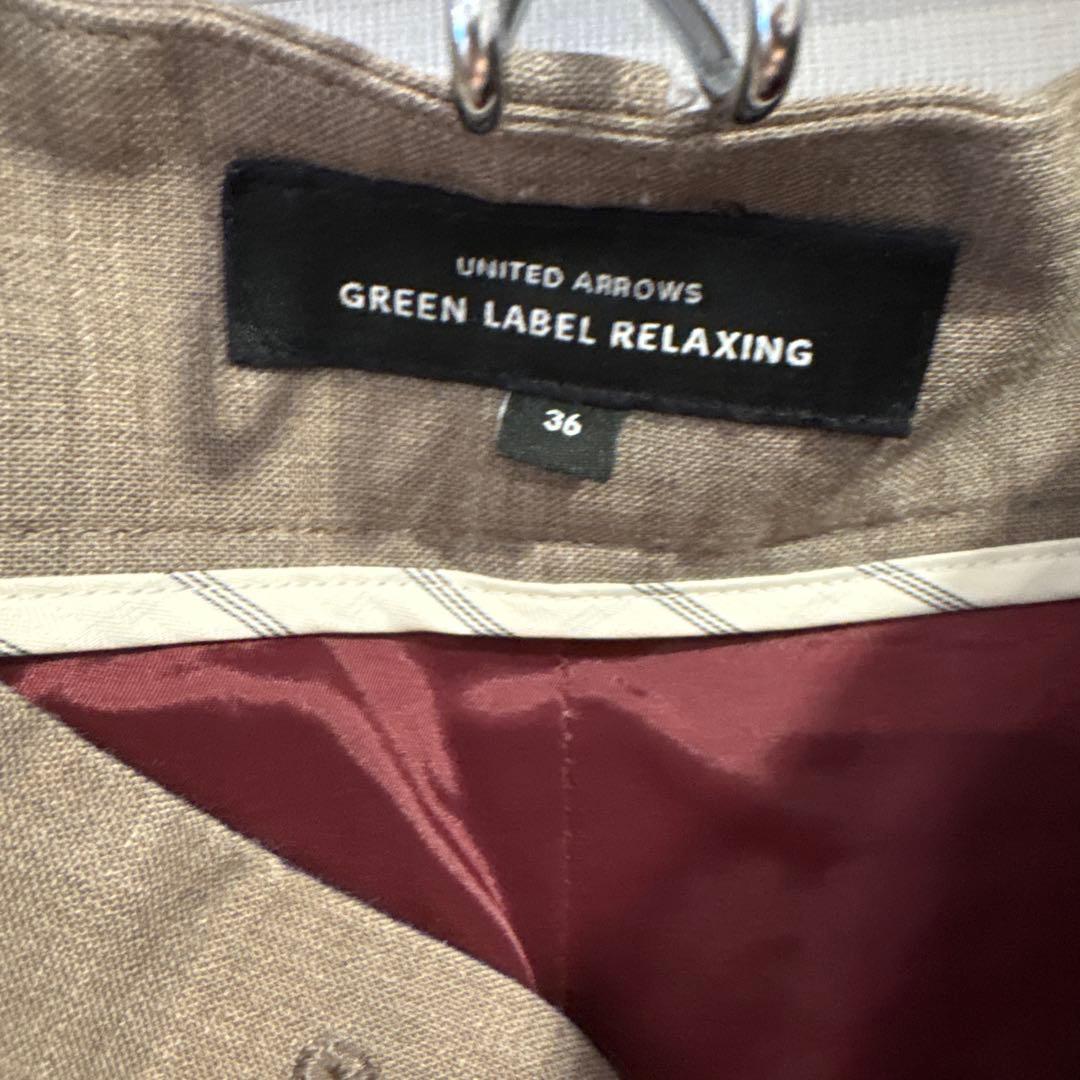 UNITED ARROWS
GREEN LABEL RELAXING
36